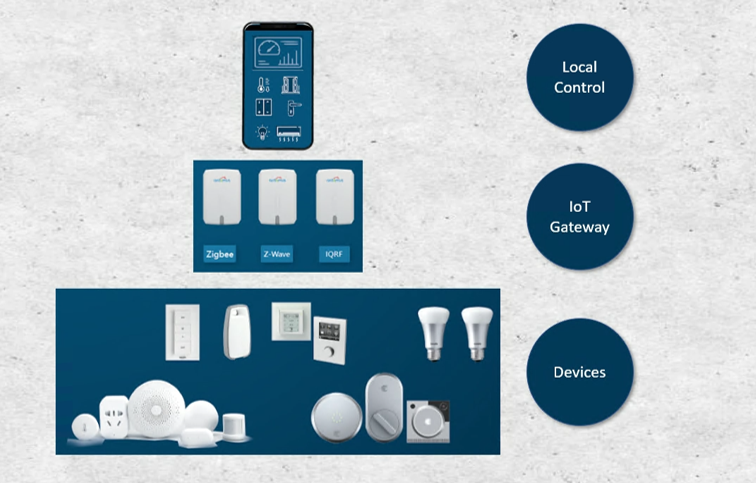 Local
Control
IoT
Gateway
Zigbee
Z-Wave
IQRF
Devices